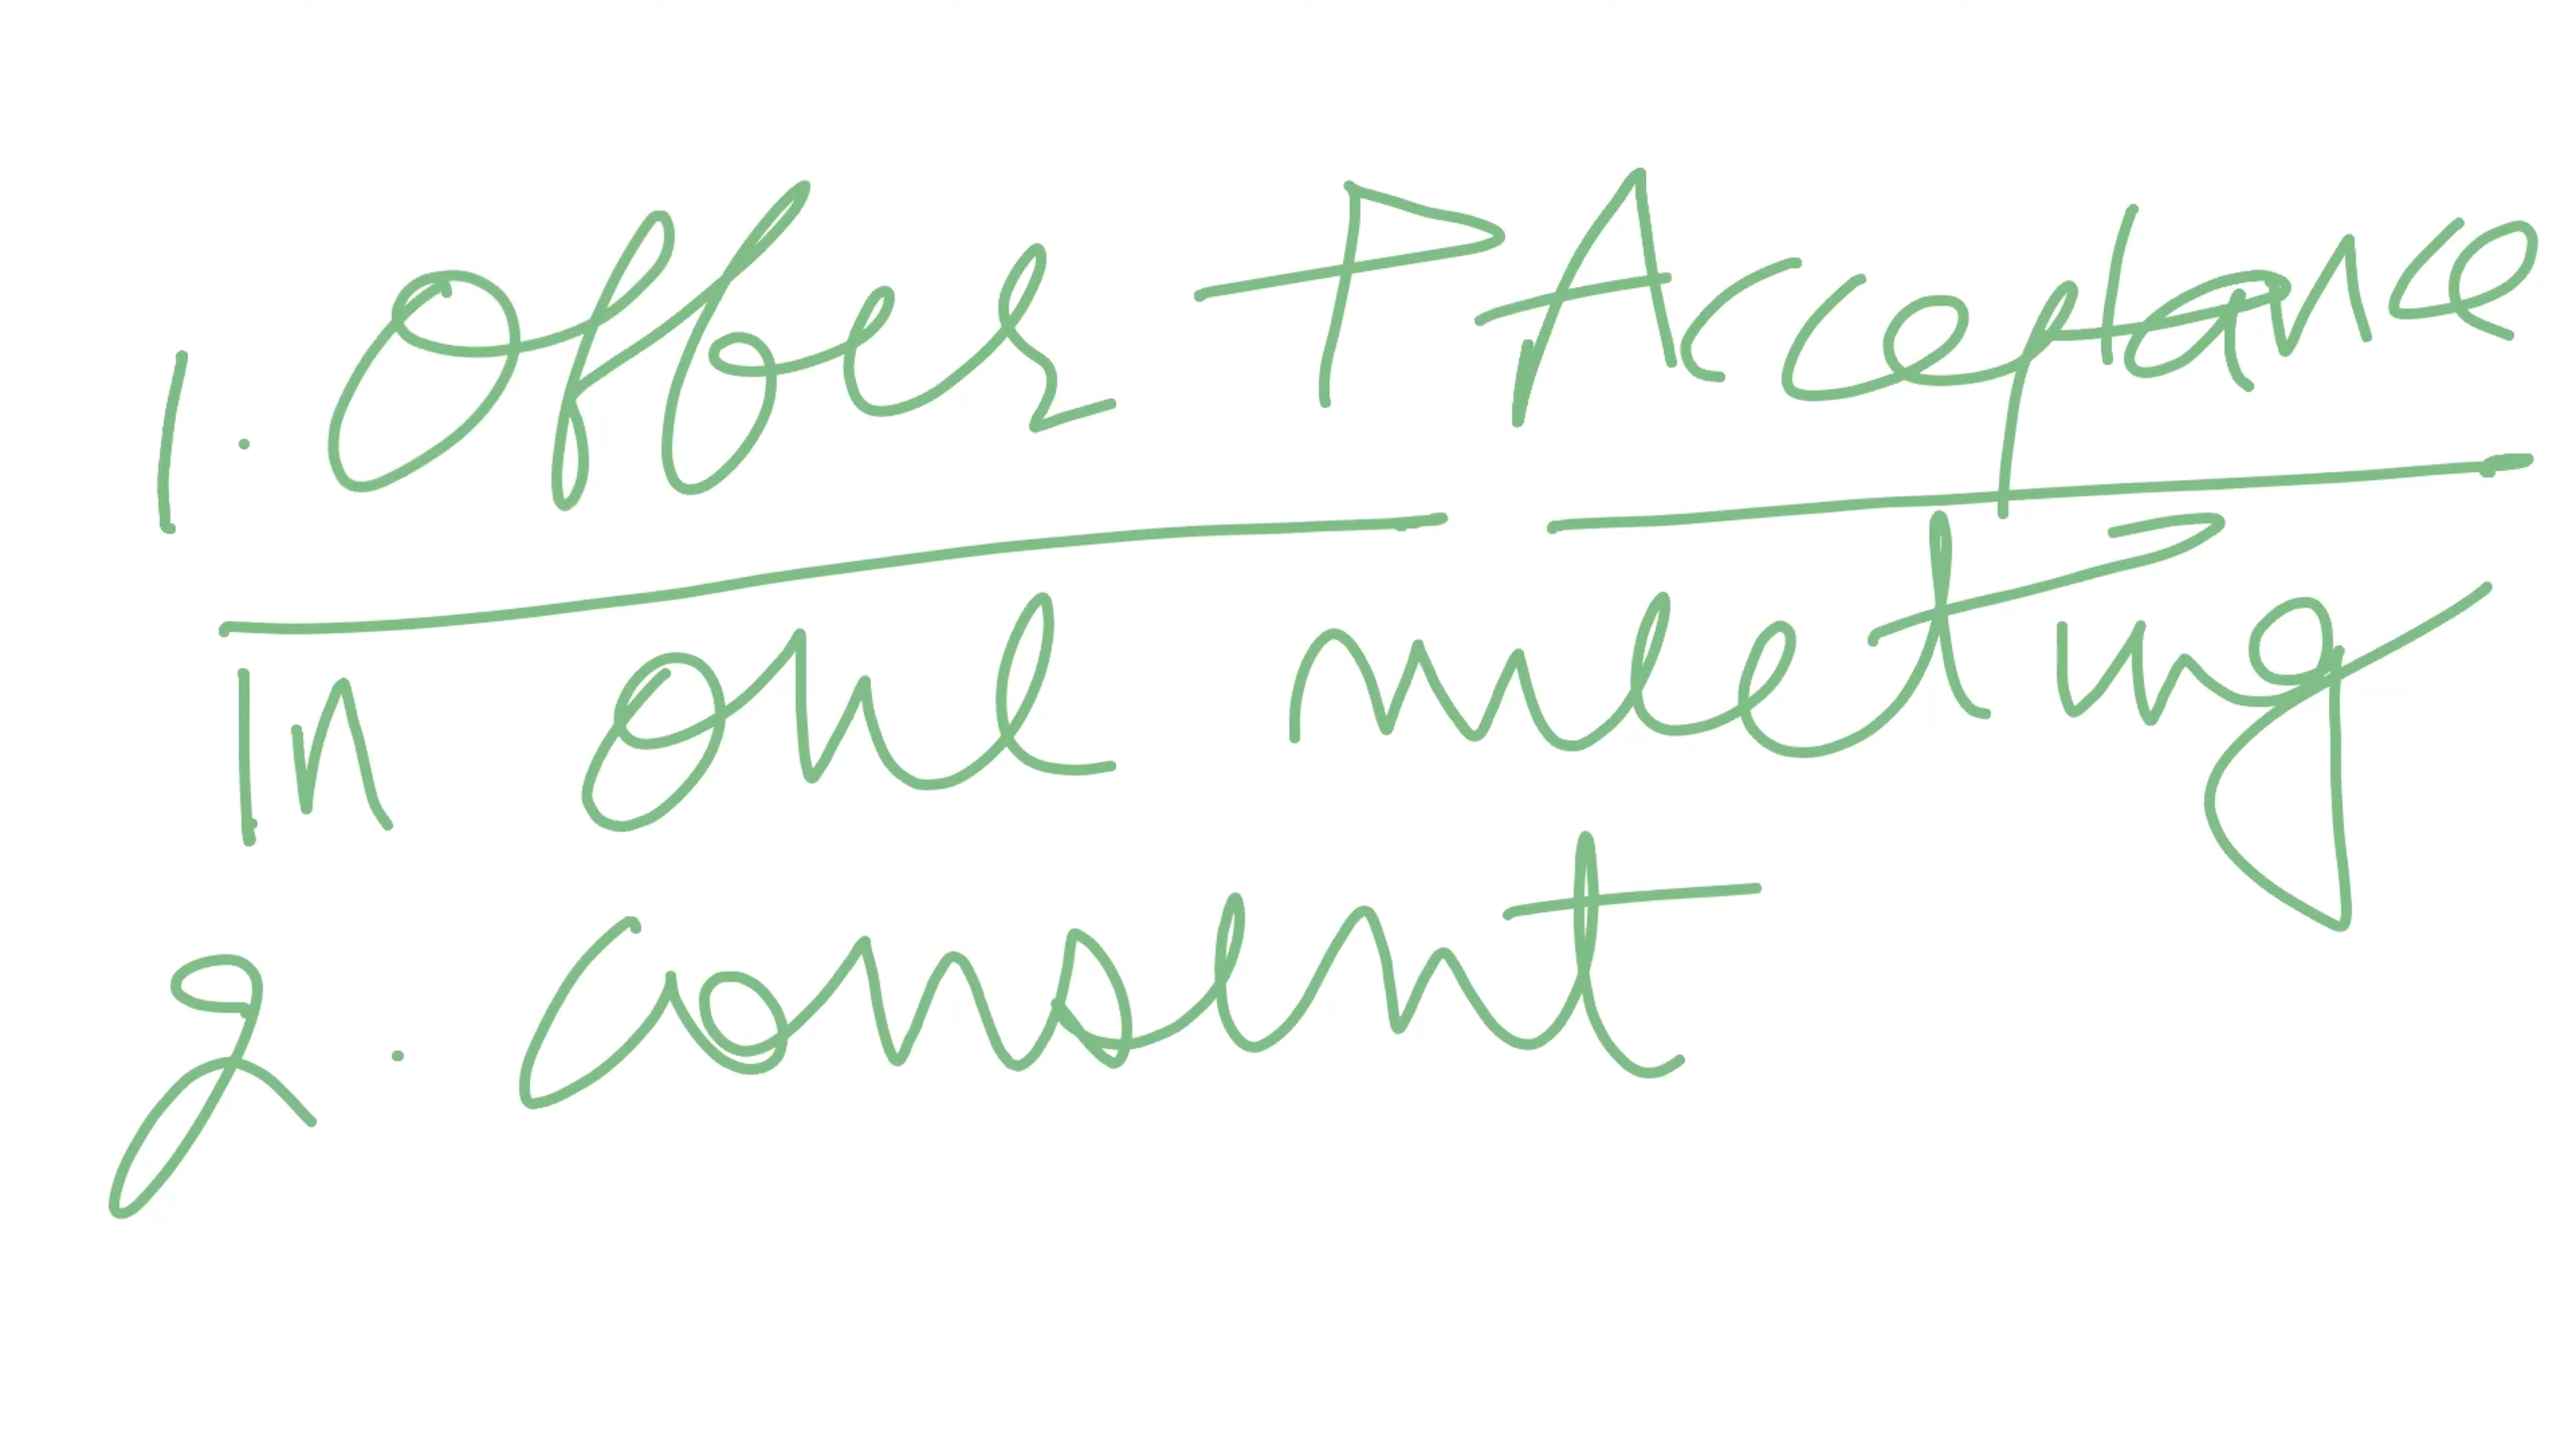 1. Offer + Acceptance
In one meeting
2. Consent